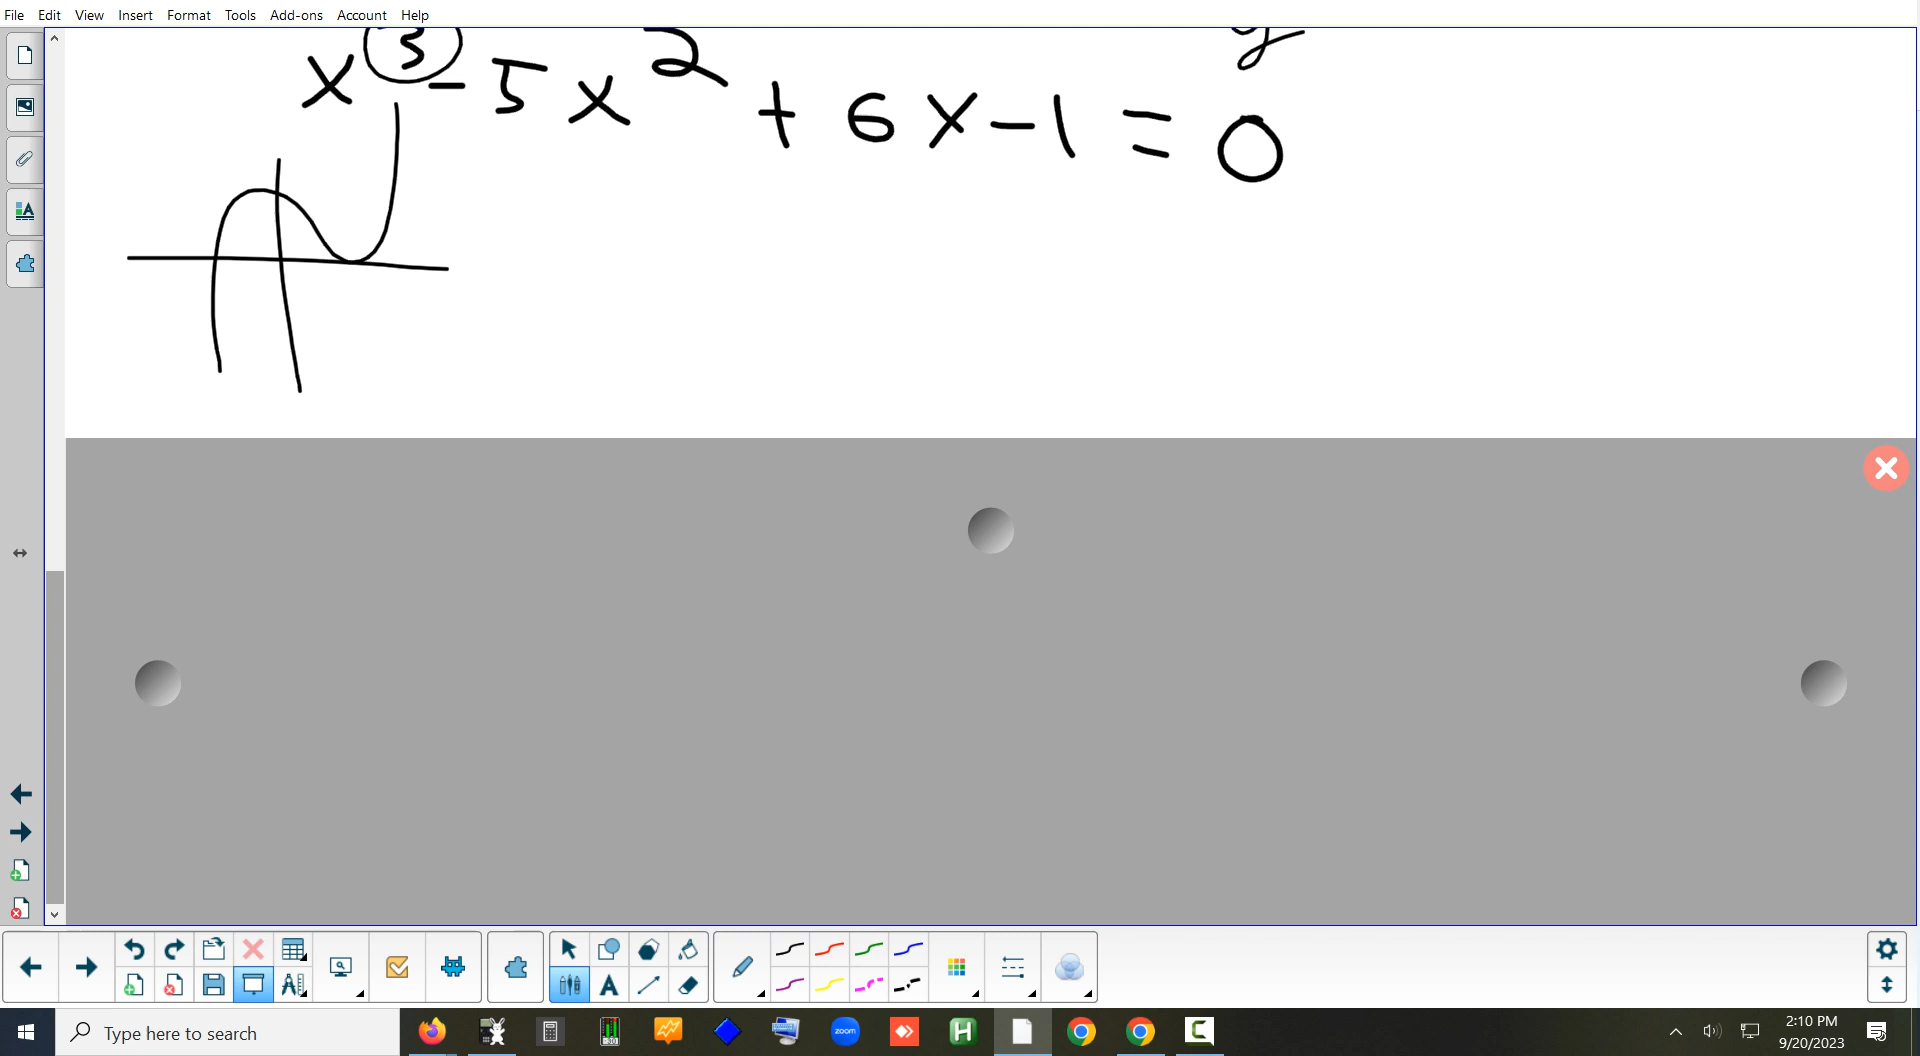 File Edit View Insert Format Tools Add-ons Account Help
y
x³ - 5x² + 6x - 1 = 0
A
A
zoom
H
C
Type here to search
2:10 PM
9/20/2023